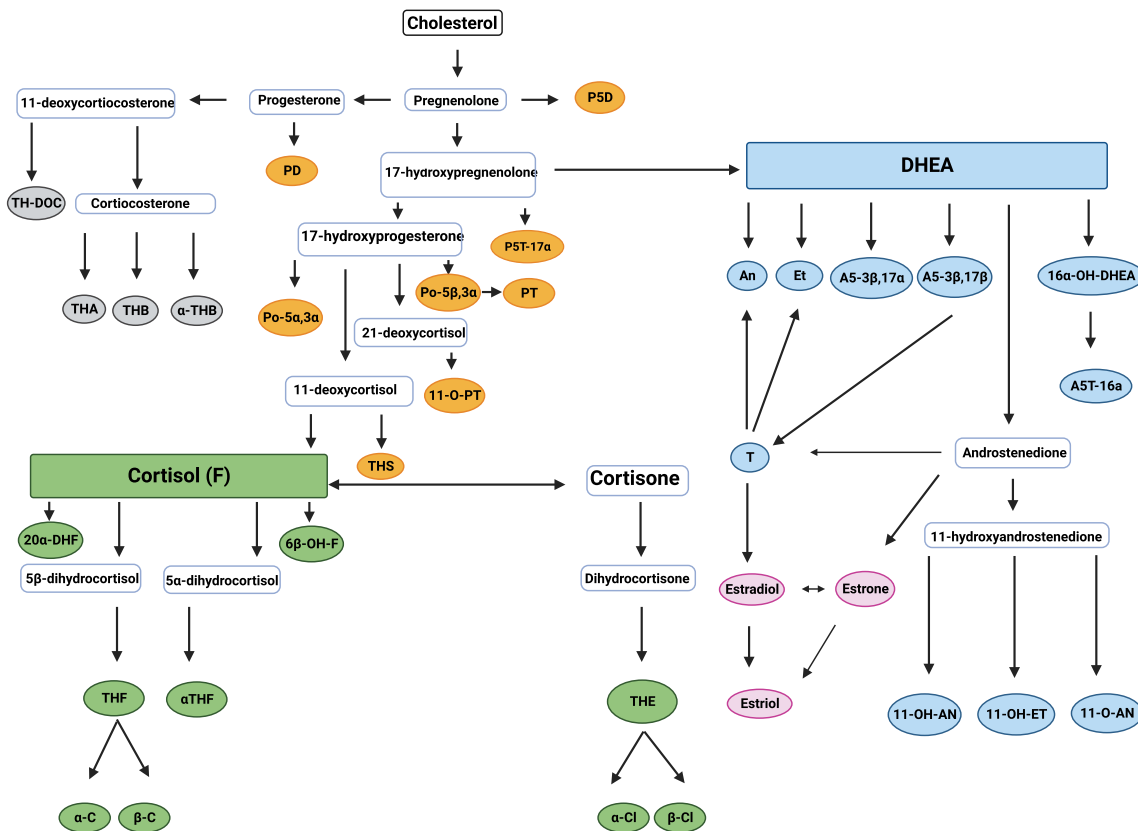 Cholesterol
11-deoxycortiocosterone
Progesterone
Pregnenolone
P5D
PD
17-hydroxypregnenolone
DHEA
TH-DOC
Cortiocosterone
17-hydroxyprogesterone
P5T-17α
An
Et
A5-3β,17α
A5-3β,17β
16α-OH-DHEA
THA
THB
α-THB
Po-5α,3α
Po-5β,3α
PT
21-deoxycortisol
11-deoxycortisol
11-O-PT
A5T-16a
THS
T
Androstenedione
Cortisol (F)
Cortisone
20α-DHF
6β-OH-F
11-hydroxyandrostenedione
5β-dihydrocortisol
5α-dihydrocortisol
Dihydrocortisone
Estradiol
Estrone
THF
αTHF
THE
Estriol
11-OH-AN
11-OH-ET
11-O-AN
α-C
β-C
α-Cl
β-Cl